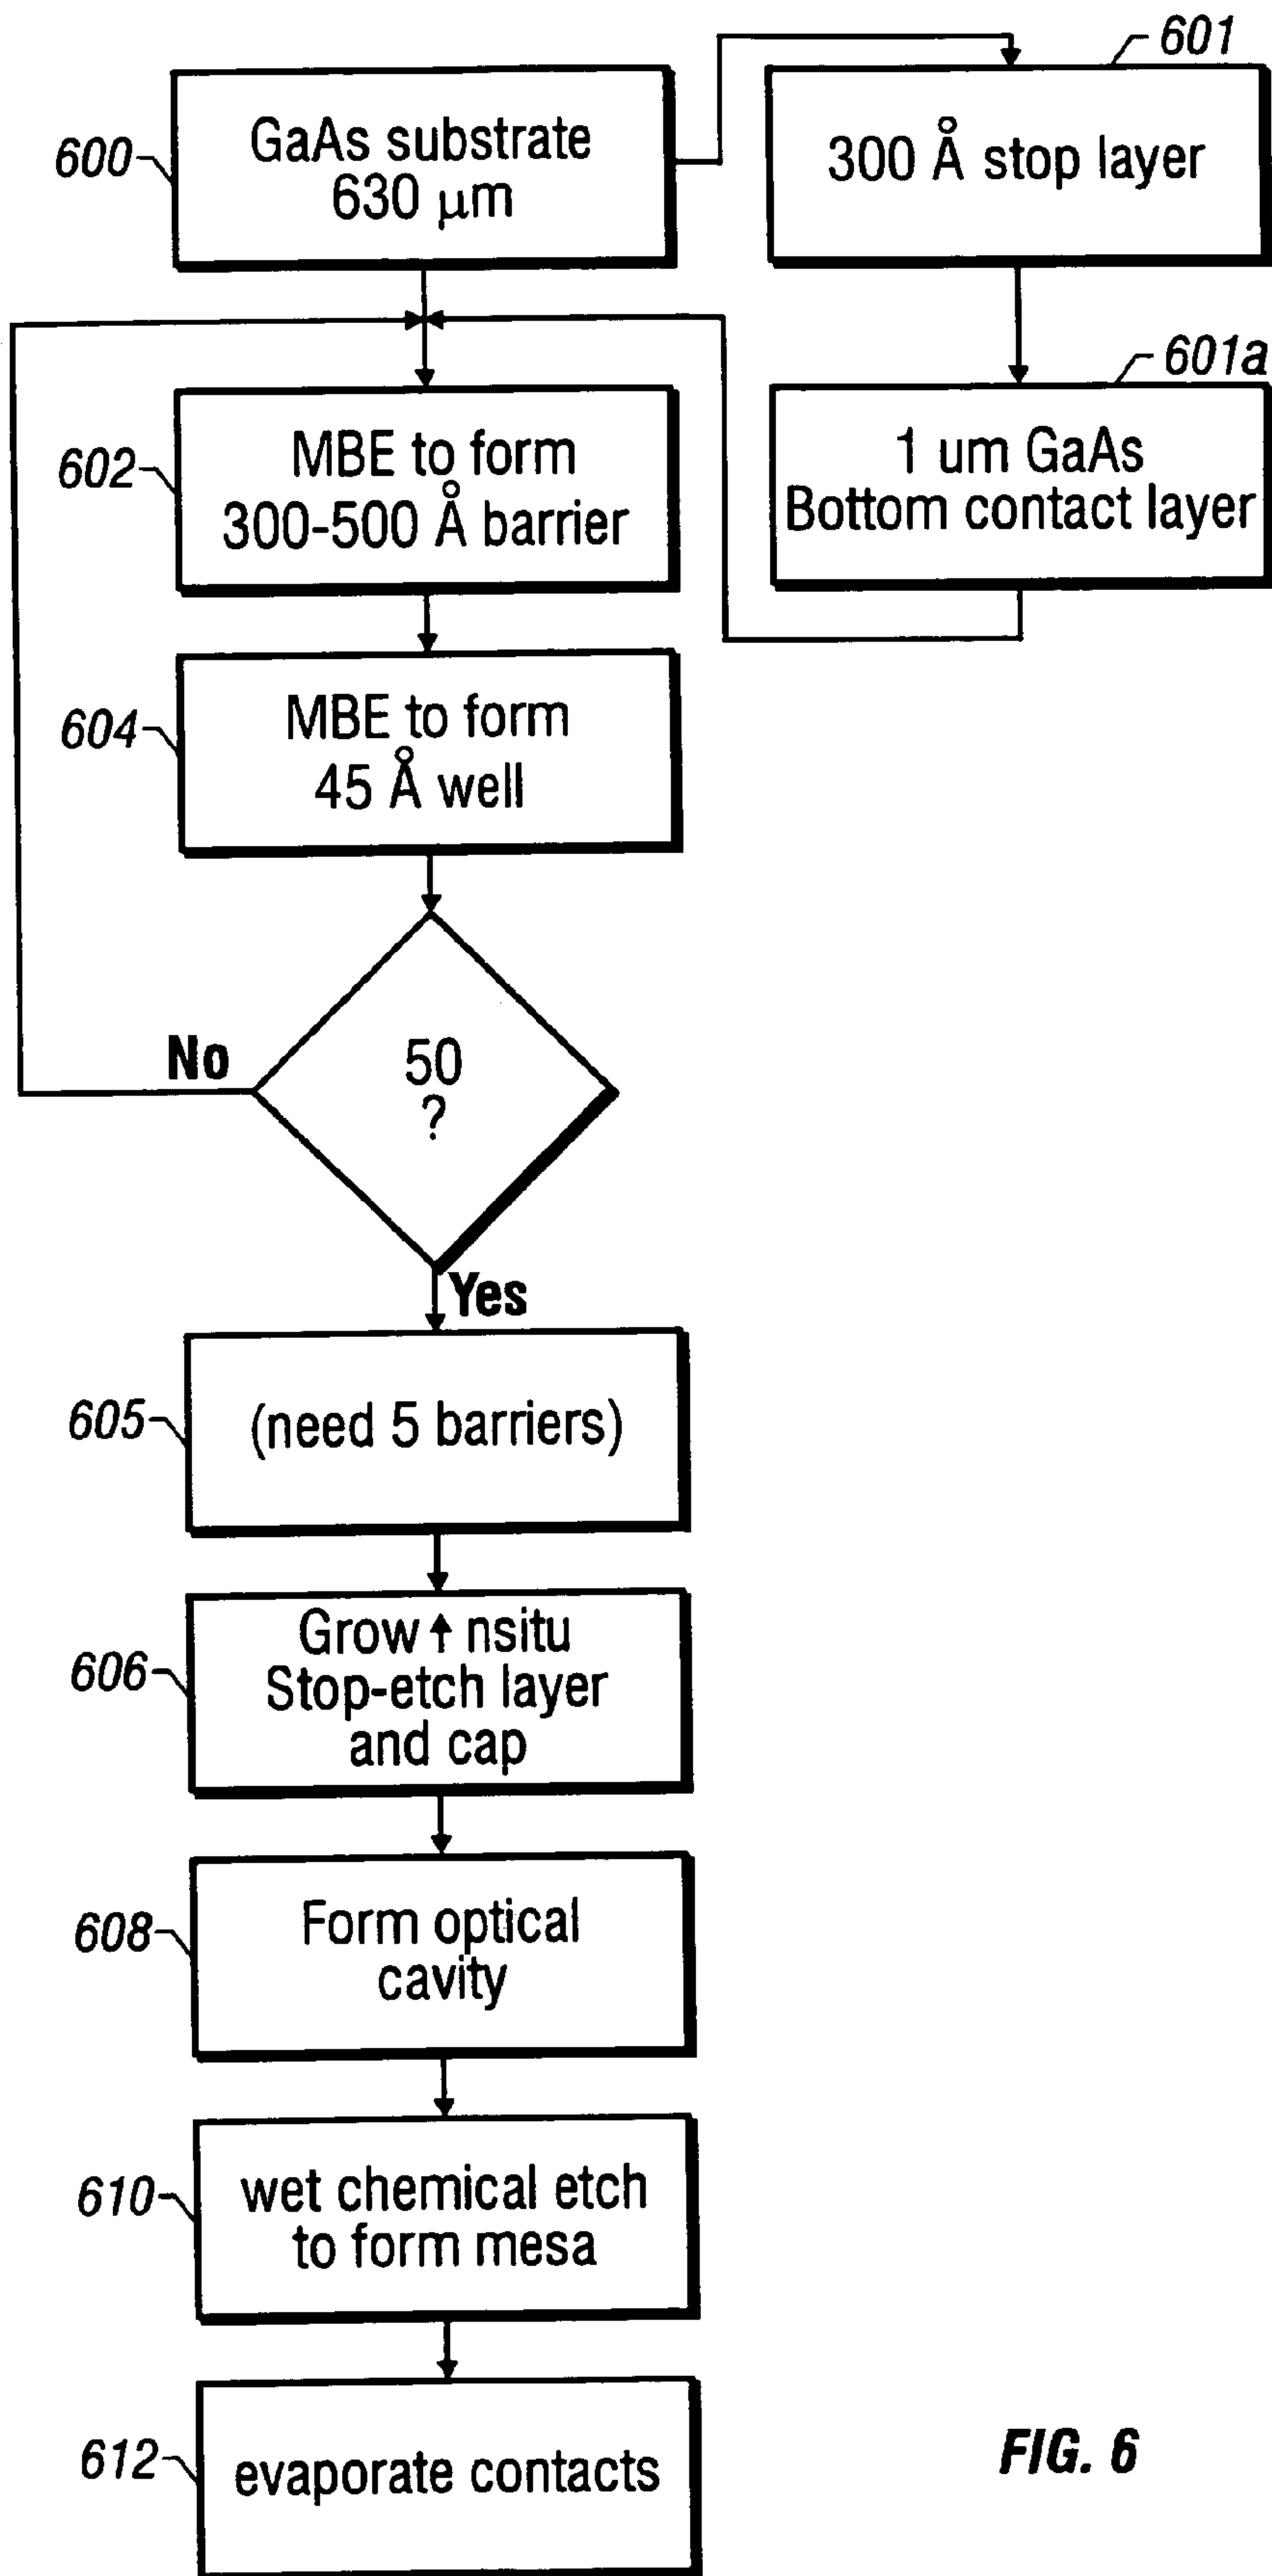 601
600
GaAs substrate
630 μm
300 Å stop layer
601a
602
MBE to form
300-500 Å barrier
1 um GaAs
Bottom contact layer
604
MBE to form
45 Å well
No
50
?
Yes
605
(need 5 barriers)
606
Grow ↑ nsitu
Stop-etch layer
and cap
608
Form optical
cavity
610
wet chemical etch
to form mesa
612
evaporate contacts
FIG. 6